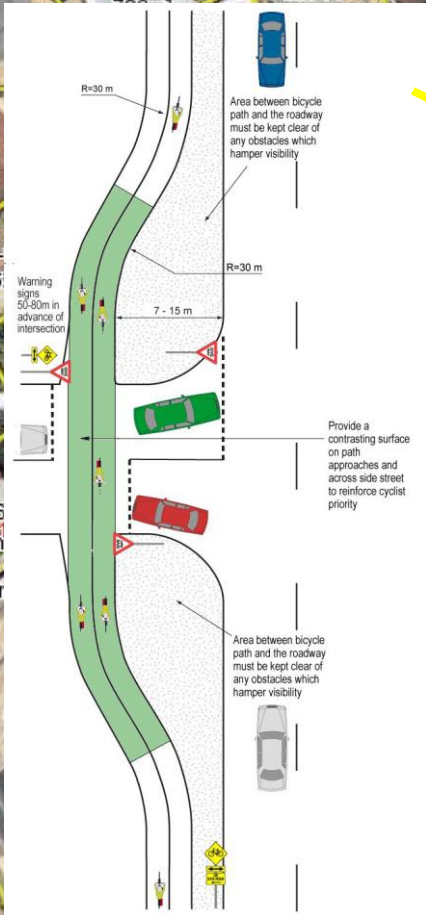 R=30 m
Area between bicycle
path and the roadway
must be kept clear of
any obstacles which
hamper visibility
R=30 m
Warning
signs
50-80m in
advance of
intersection
7 - 15 m
Provide a
contrasting surface
on path
approaches and
across side street
to reinforce cyclist
priority
Area between bicycle
path and the roadway
must be kept clear of
any obstacles which
hamper visibility